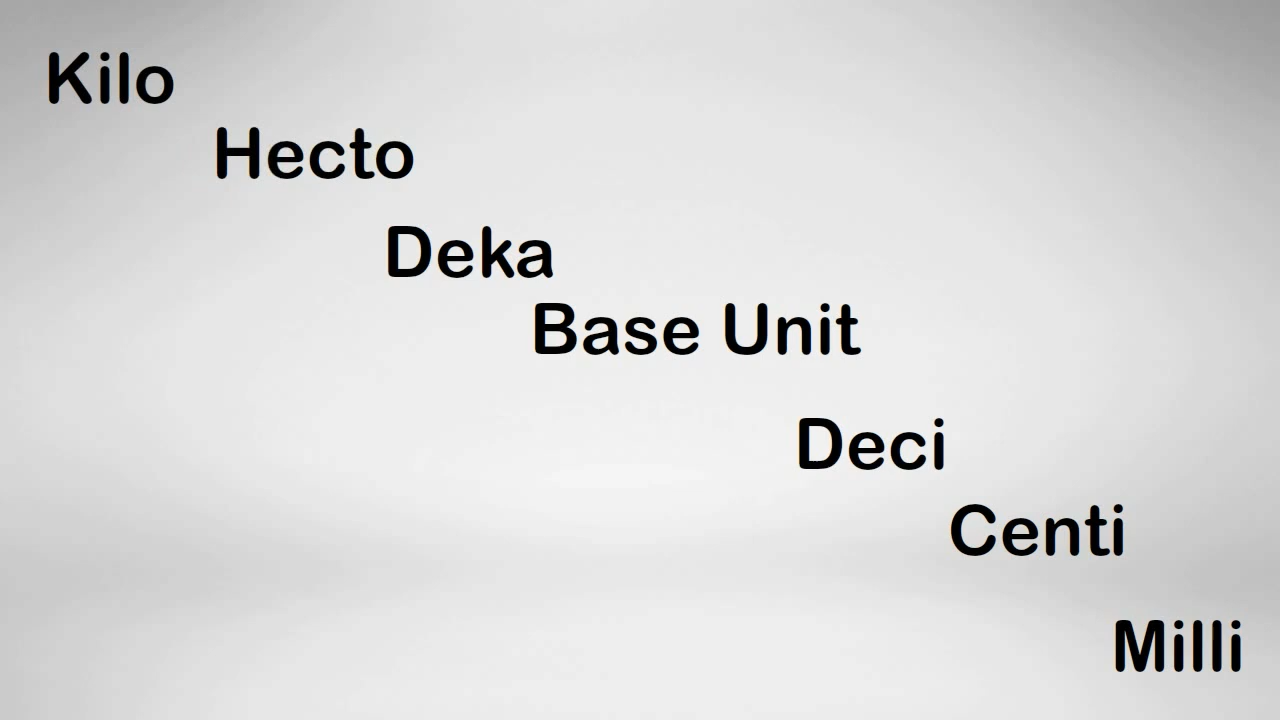 Kilo
Hecto
Deka
Base Unit
Deci
Centi
Milli